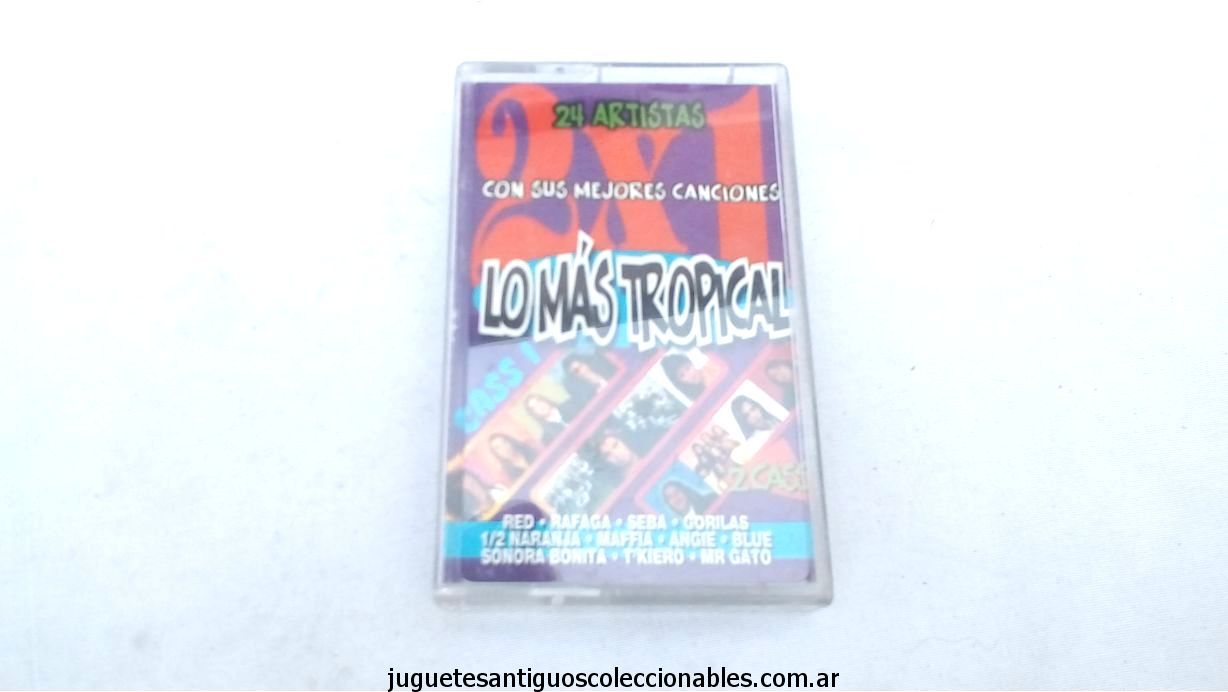 2x1
24 ARTISTAS
CON SUS MEJORES CANCIONES
LO MÁS TROPICAL
CASS 1
2 CASS
RED • RAFAGA • SEBA • GORILAS
1/2 NARANJA • MAFFIA • ANGIE • BLUE
SONORA BONITA • T'KIERO • MR GATO
juguetesantiguoscoleccionables.com.ar